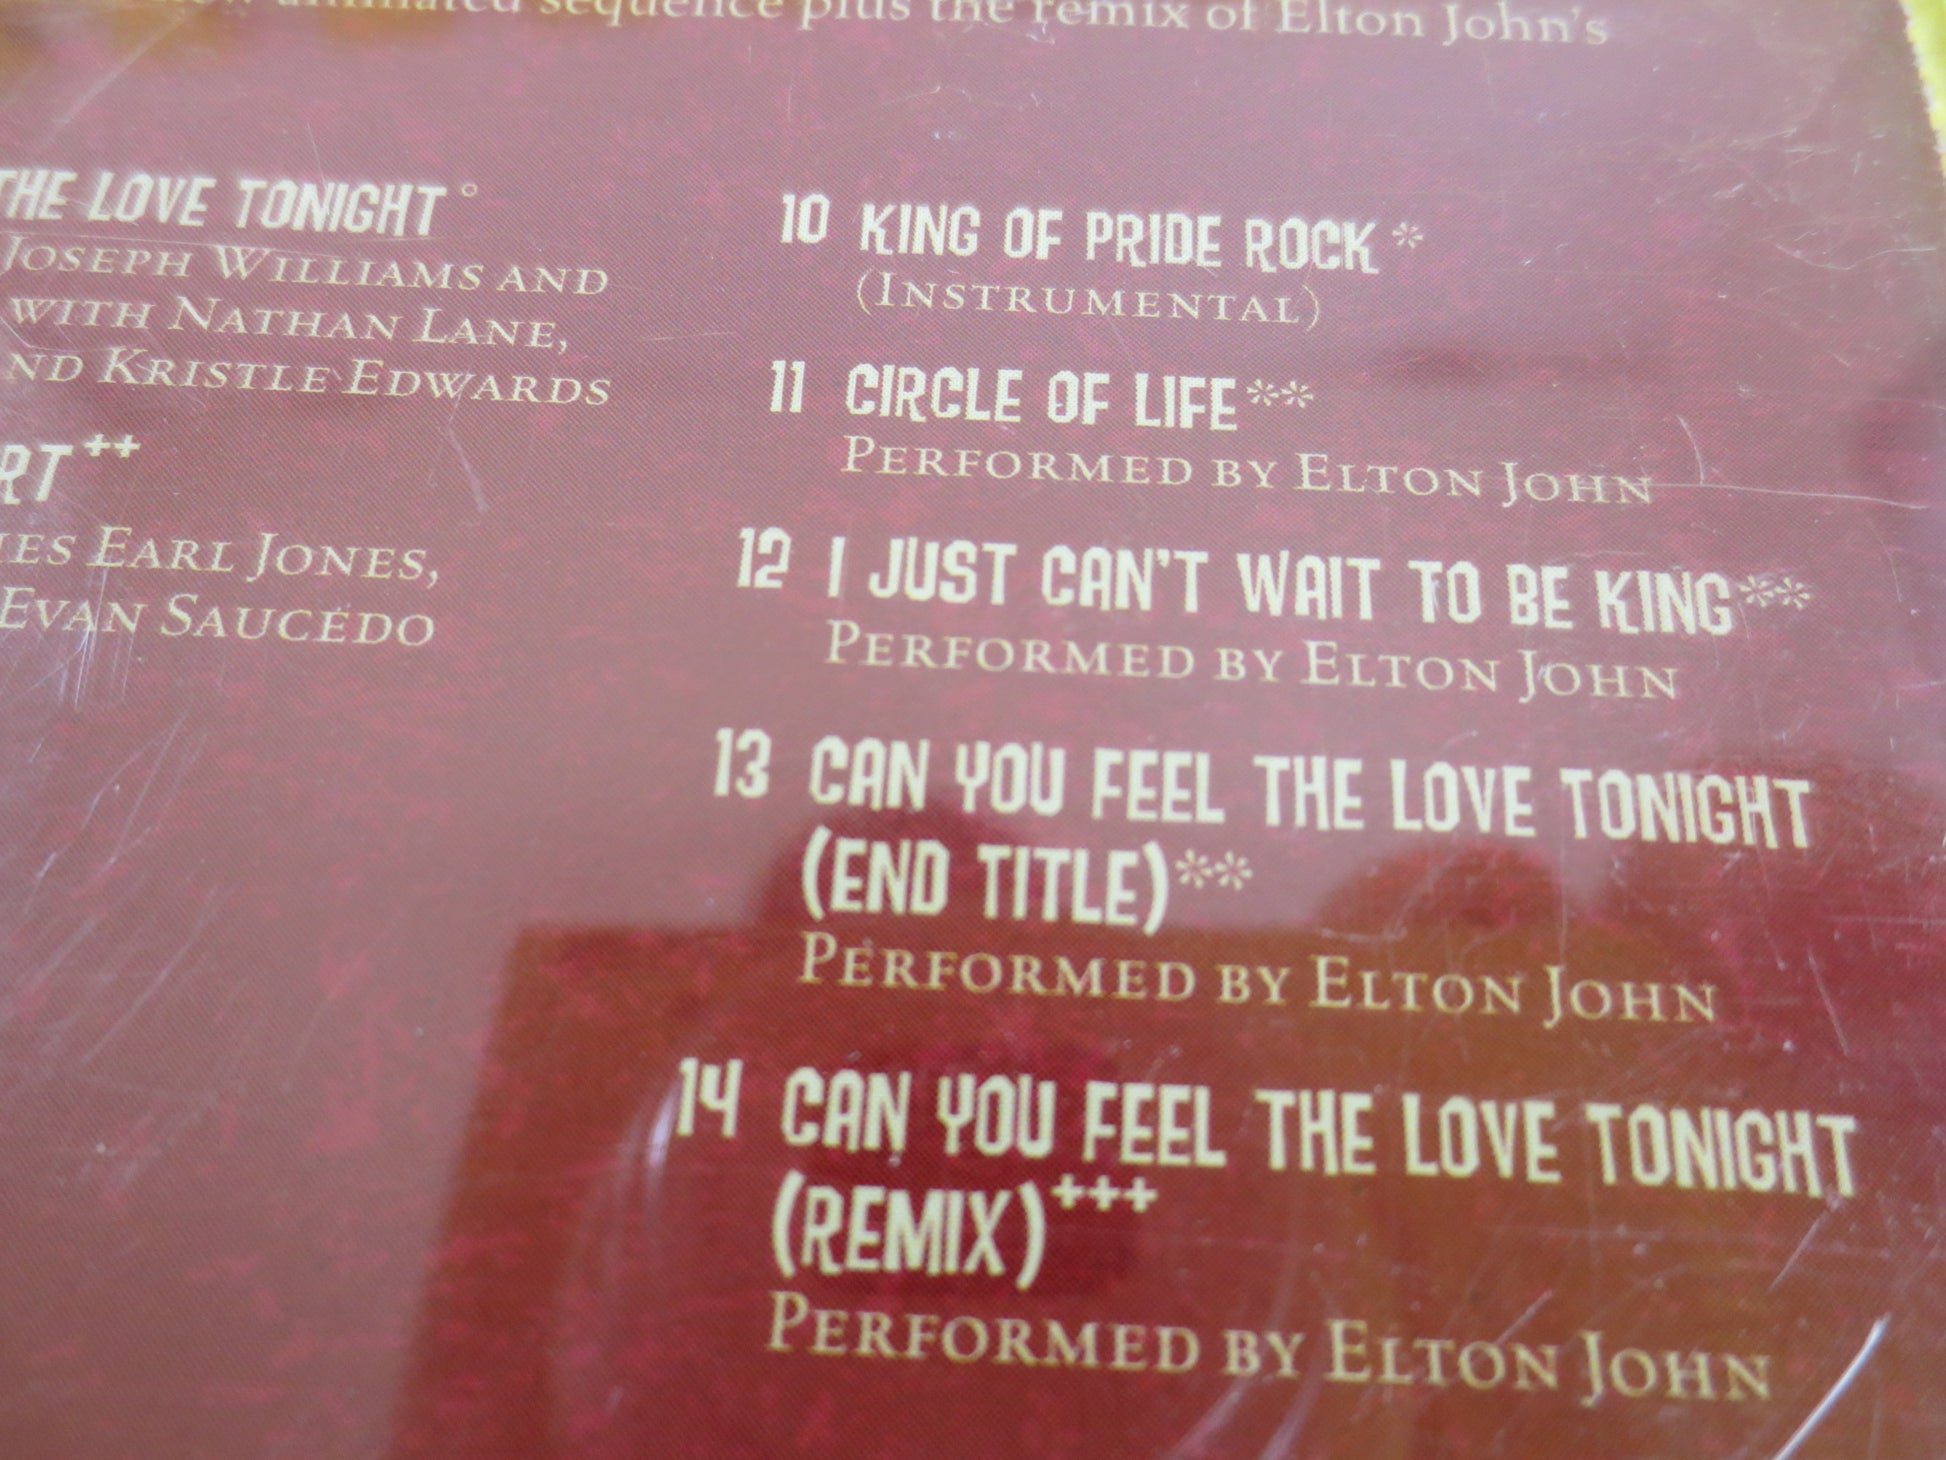 animated sequence plus the remix of Elton John's
THE LOVE TONIGHT°
JOSEPH WILLIAMS AND
WITH NATHAN LANE,
ND KRISTLE EDWARDS
RT++
ES EARL JONES,
EVAN SAUCEDO
10 KING OF PRIDE ROCK*
(INSTRUMENTAL)
11 CIRCLE OF LIFE**
PERFORMED BY ELTON JOHN
12 I JUST CAN'T WAIT TO BE KING**
PERFORMED BY ELTON JOHN
13 CAN YOU FEEL THE LOVE TONIGHT
(END TITLE)**
PERFORMED BY ELTON JOHN
14 CAN YOU FEEL THE LOVE TONIGHT
(REMIX)+++
PERFORMED BY ELTON JOHN